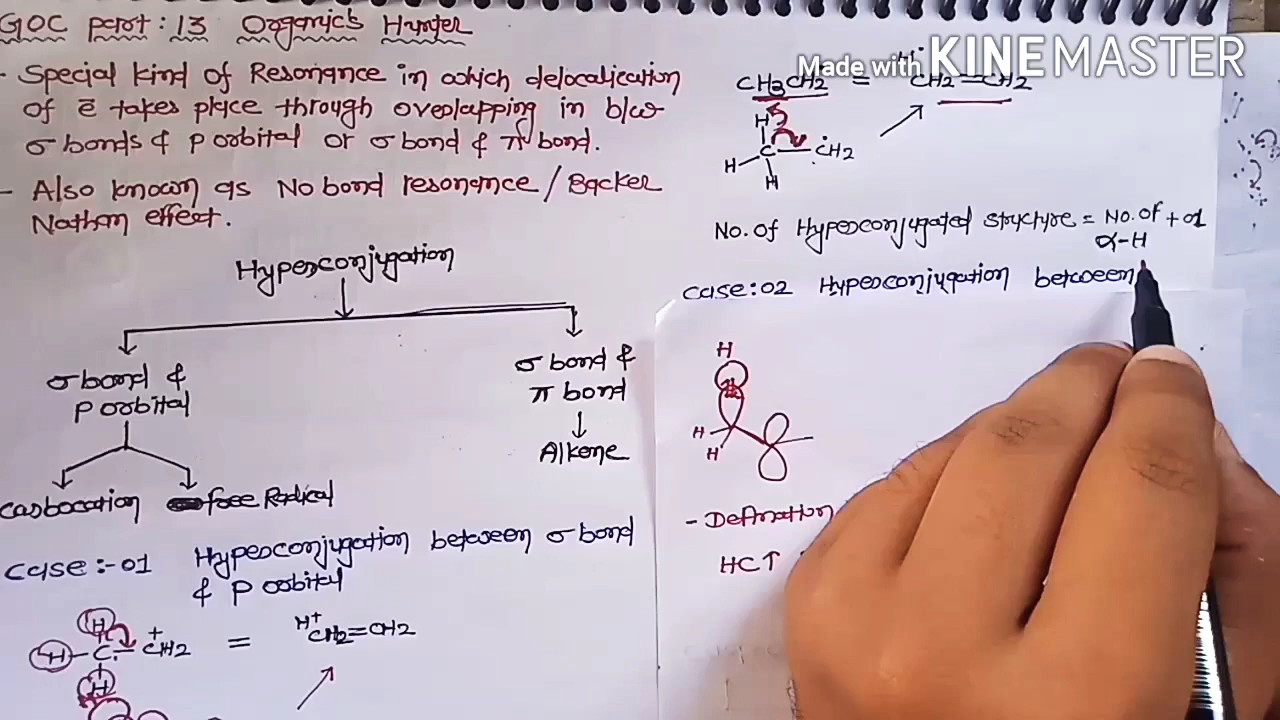 GOC part: 13 Organic's Hunter
- Special kind of Resonance in which delocalication
of ē takes place through overlapping in b/w
σ bonds & p orbital or σ bond & π bond.
- Also known as No bond resonance / Backer
Nathan effect.
Hyperconjugation
σ bond &
p orbital
σ bond &
π bond
Alkene
carbocation
free Radical
Case:-01 Hyperconjugation between σ bond
& p orbital
H
H - C - CH2 = H+ CH2=CH2
+
H
Made with KINEMASTER
CH3CH2 = H CH2=CH2
H
H C - CH2
H
No. of Hyperconjugated structure = No. of + 01
α-H
Case:02 Hyperconjugation between
H
H
H
- Defination
HC↑